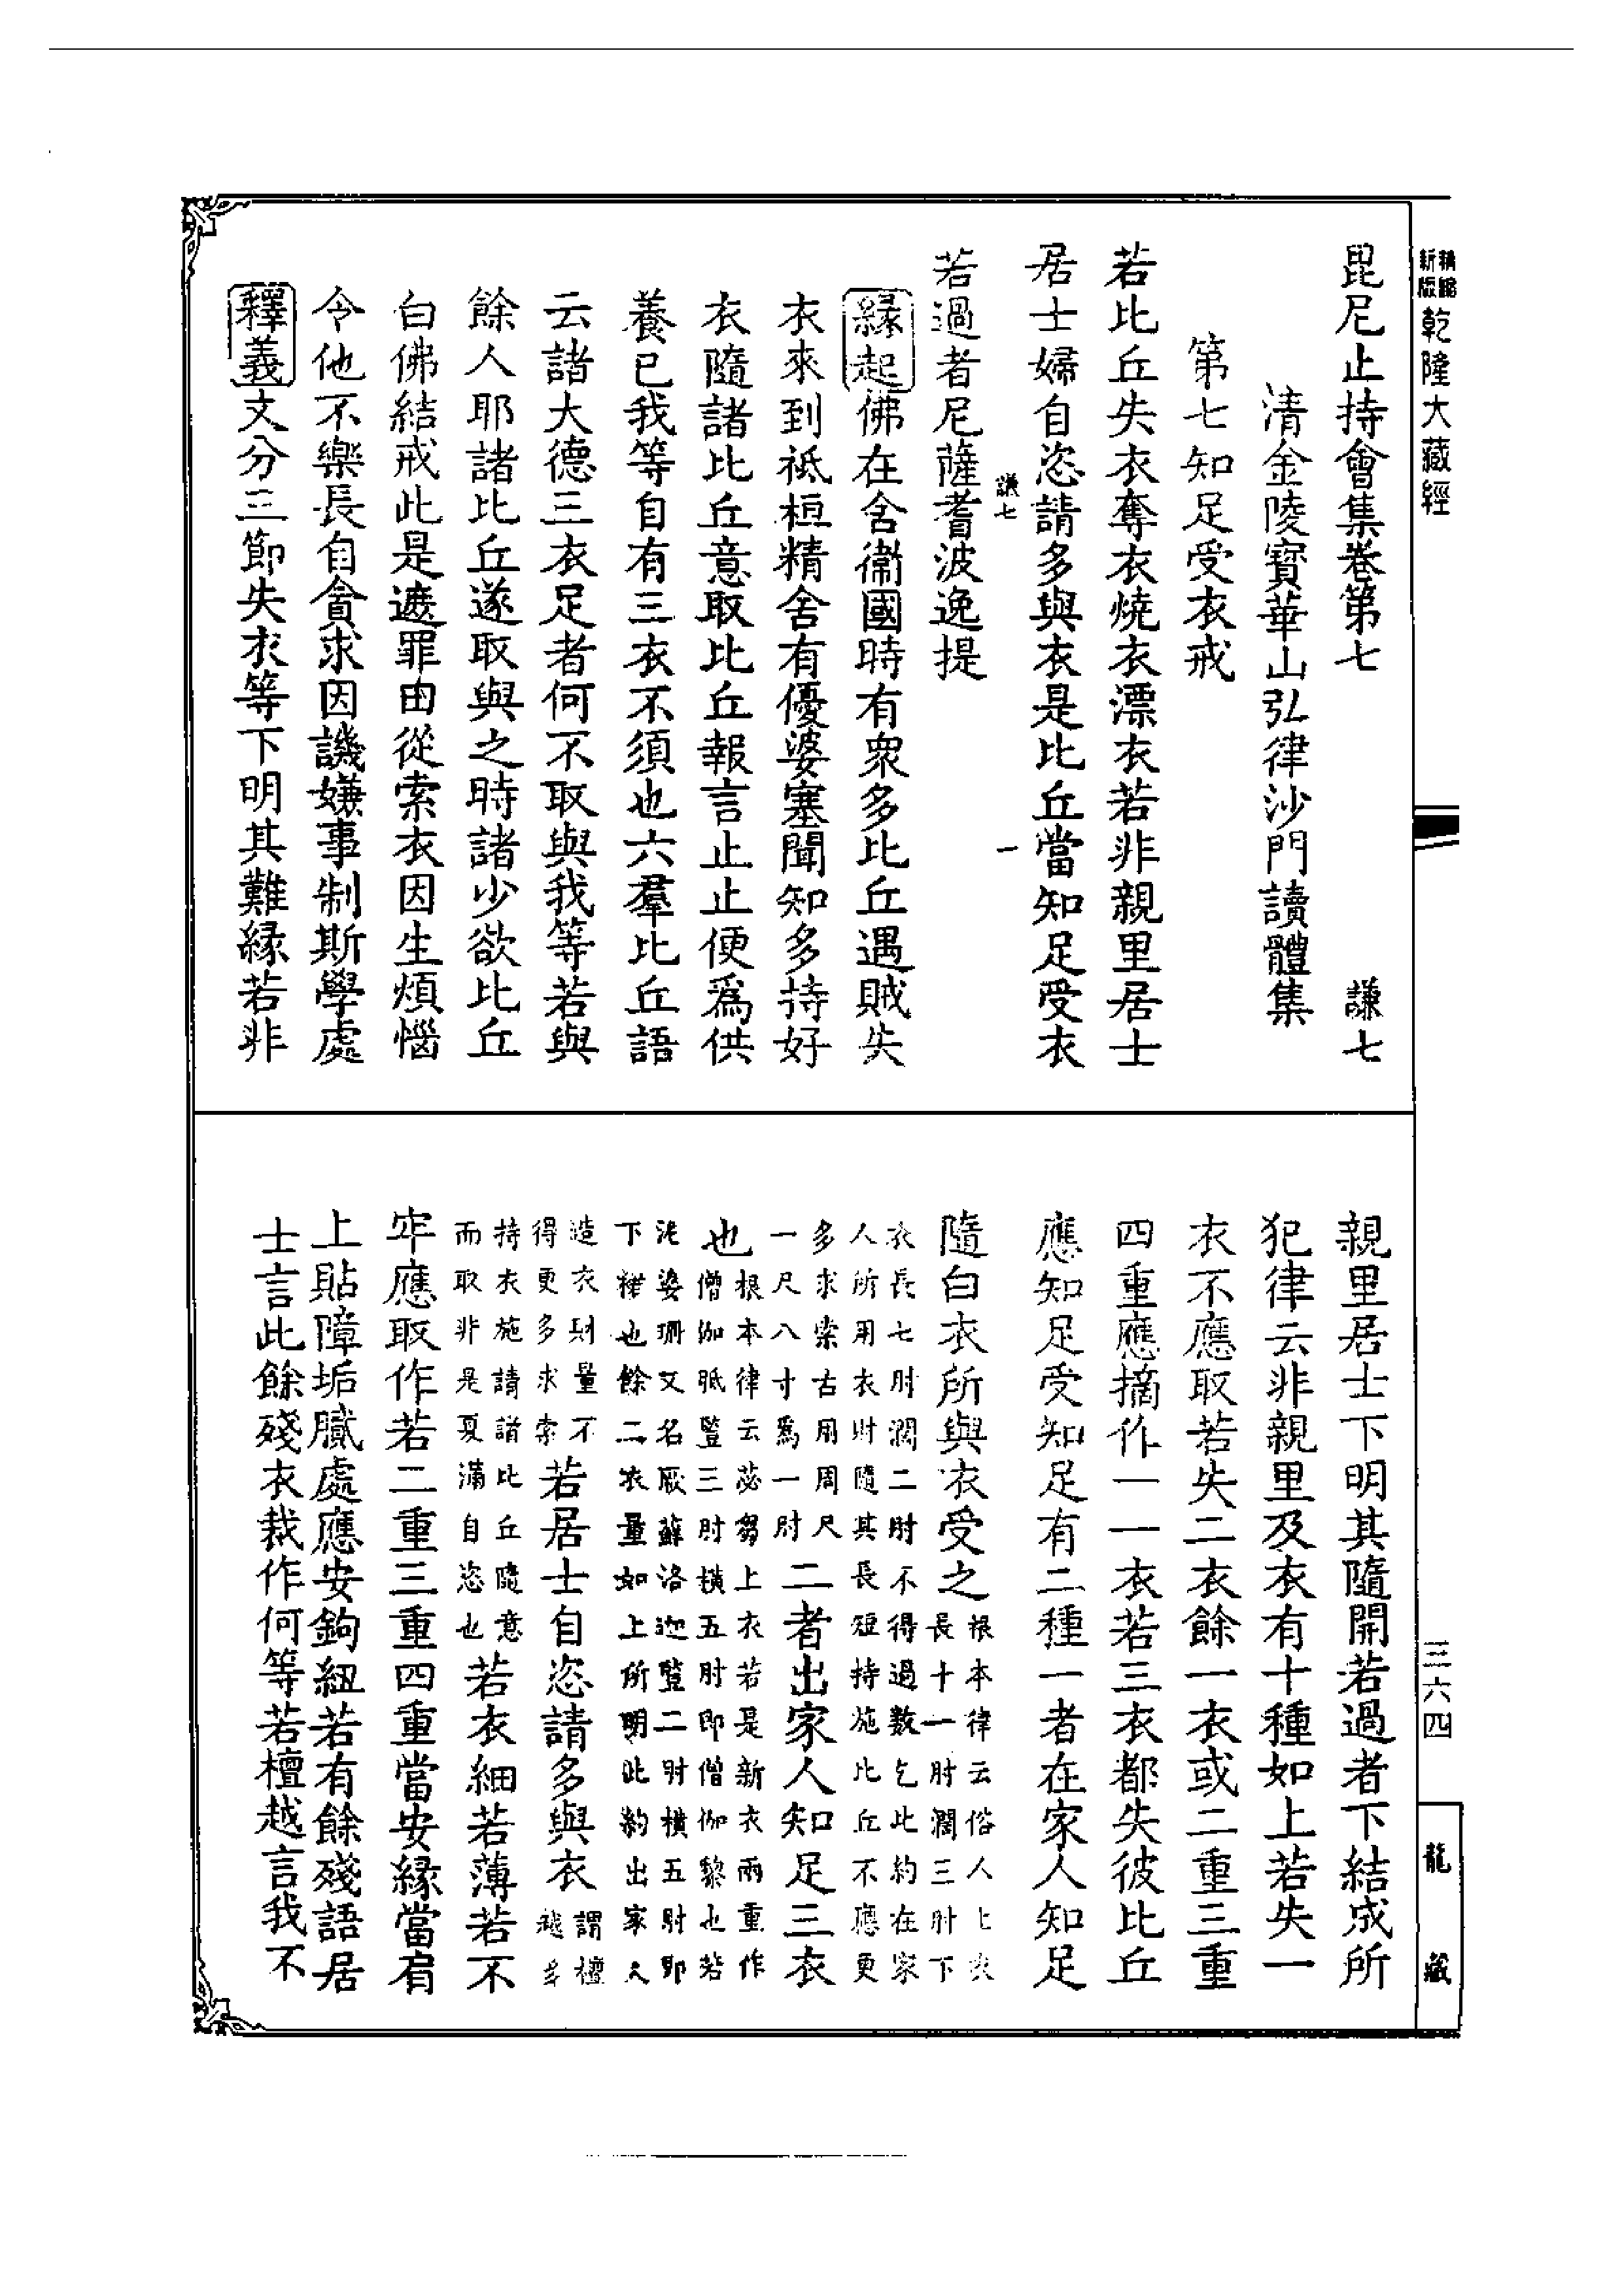 精縮新版 乾隆大藏經
毘尼止持會集卷第七 謙七
清金陵寶華山弘律沙門讀體集
第七知足受衣戒
若比丘失衣奪衣燒衣漂衣若非親里居士
居士婦自恣請多與衣是比丘當知足受衣
謙七 一
若過者尼薩耆波逸提
緣起佛在舍衞國時有衆多比丘遇賊失
衣來到祇桓精舍有優婆塞聞知多持好
衣隨諸比丘意取比丘報言止止便爲供
養已我等自有三衣不須也六羣比丘語
云諸大德三衣足者何不取與我等若與
餘人耶諸比丘遂取與之時諸少欲比丘
白佛結戒此是遮罪由從索衣因生煩惱
令他不樂長自貪求因譏嫌事制斯學處
釋義文分三節失衣等下明其難緣若非
親里居士下明其隨開若過者下結成所
犯律云非親里及衣有十種如上若失一
衣不應取若失二衣餘一衣或二重三重
四重應摘作一一衣若三衣都失彼比丘
應知足受知足有二種一者在家人知足
隨白衣所與衣受之
根本律云俗人上衣
長十一肘濶三肘下
衣長七肘濶二肘不得過數乞此約在家
人所用衣財隨其長短持施比丘不應更
多求索古用周尺
一尺八寸爲一肘
二者出家人知足三衣
也
根本律云苾芻上衣若是新衣兩重作
僧伽胝豎三肘橫五肘即僧伽黎也若
泥婆珊又名厥蘇洛迦豎二肘橫五肘即
下裙也餘二衣量如上所明此約出家人
若居士自恣請多與衣
謂檀
越多
造衣財量不
得更多求索
持衣施請諸比丘隨意
而取非是夏滿自恣也
若衣細若薄若不
牢應取作若二重三重四重當安緣當肩
上貼障垢膩處應安鉤紐若有餘殘語居
士言此餘殘衣裁作何等若檀越言我不
三六四
龍藏